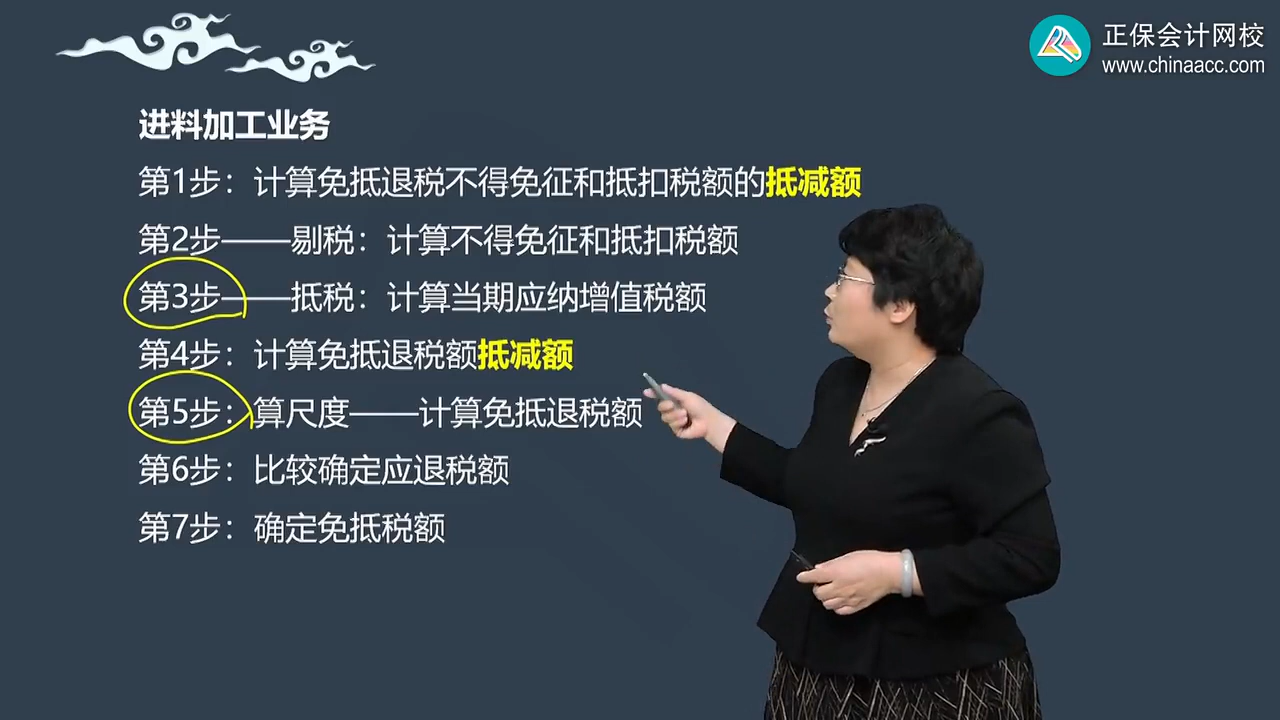 正保会计网校
www.chinaacc.com
进料加工业务
第1步：计算免抵退税不得免征和抵扣税额的抵减额
第2步——剔税：计算不得免征和抵扣税额
第3步——抵税：计算当期应纳增值税额
第4步：计算免抵退税额抵减额
第5步：算尺度——计算免抵退税额
第6步：比较确定应退税额
第7步：确定免抵税额